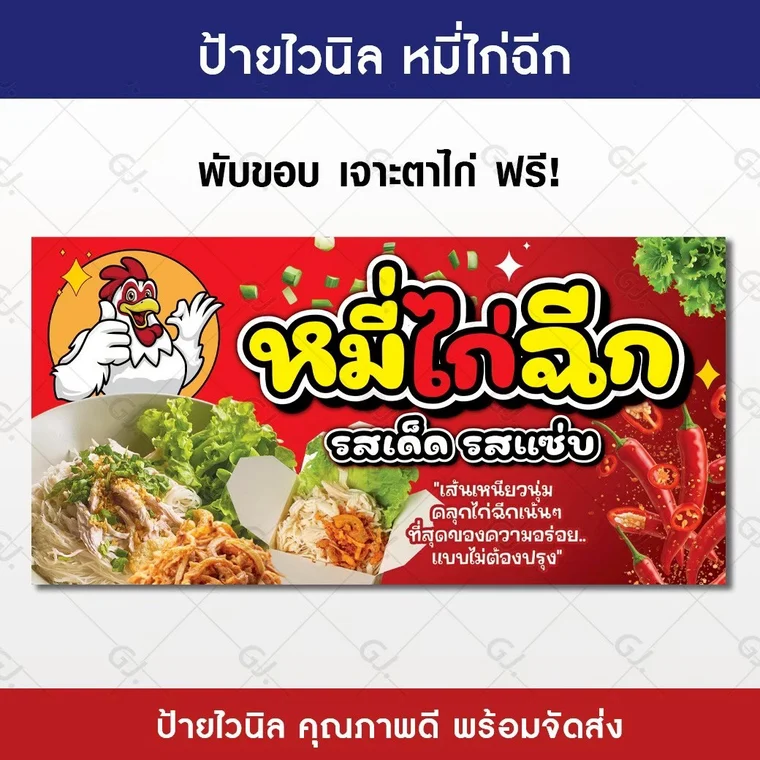 ป้ายไวนิล หมี่ไก่ฉีก
พับขอบ เจาะตาไก่ ฟรี!
หมี่ไก่ฉีก
รสเด็ด รสแซ่บ
"เส้นเหนียวนุ่ม
คลุกไก่ฉีกเน้นๆ
ที่สุดของความอร่อย..
แบบไม่ต้องปรุง"
ป้ายไวนิล คุณภาพดี พร้อมจัดส่ง